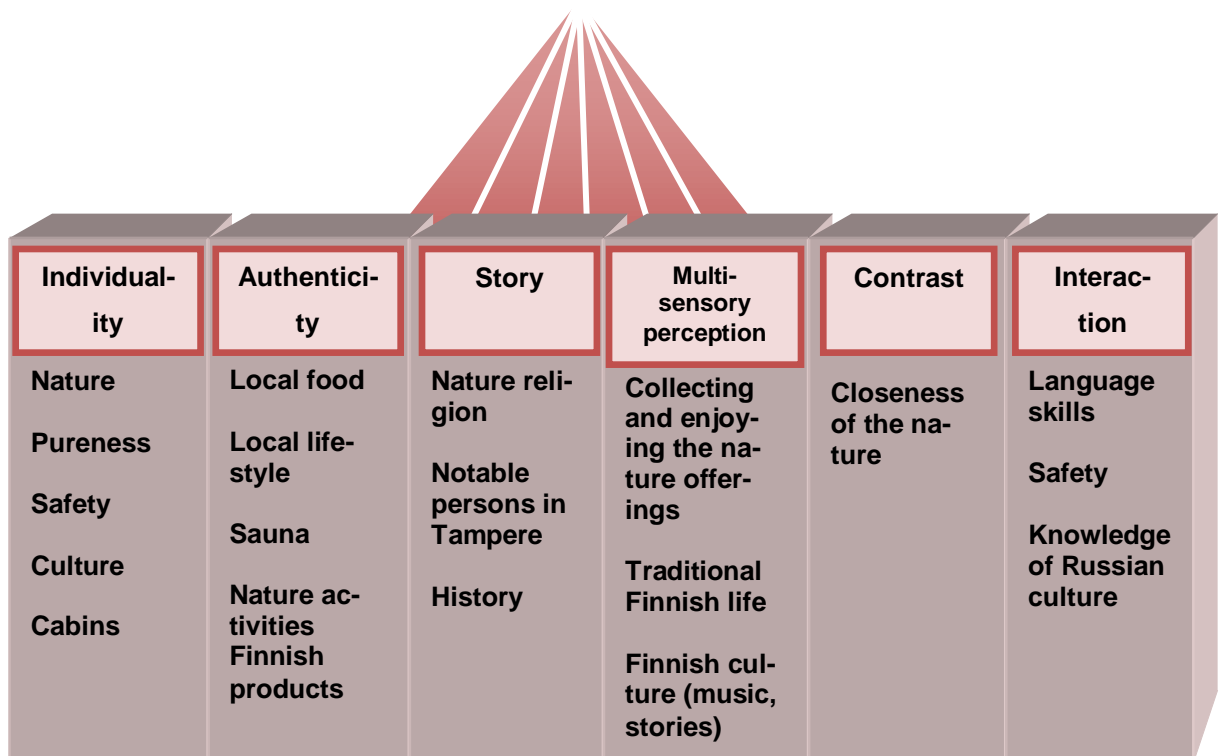 Individual-
ity
Nature
Pureness
Safety
Culture
Cabins
Authentici-
ty
Local food
Local life-
style
Sauna
Nature ac-
tivities
Finnish
products
Story
Nature reli-
gion
Notable
persons in
Tampere
History
Multi-
sensory
perception
Collecting
and enjoy-
ing the na-
ture offer-
ings
Traditional
Finnish life
Finnish cul-
ture (music,
stories)
Contrast
Closeness
of the na-
ture
Interac-
tion
Language
skills
Safety
Knowledge
of Russian
culture